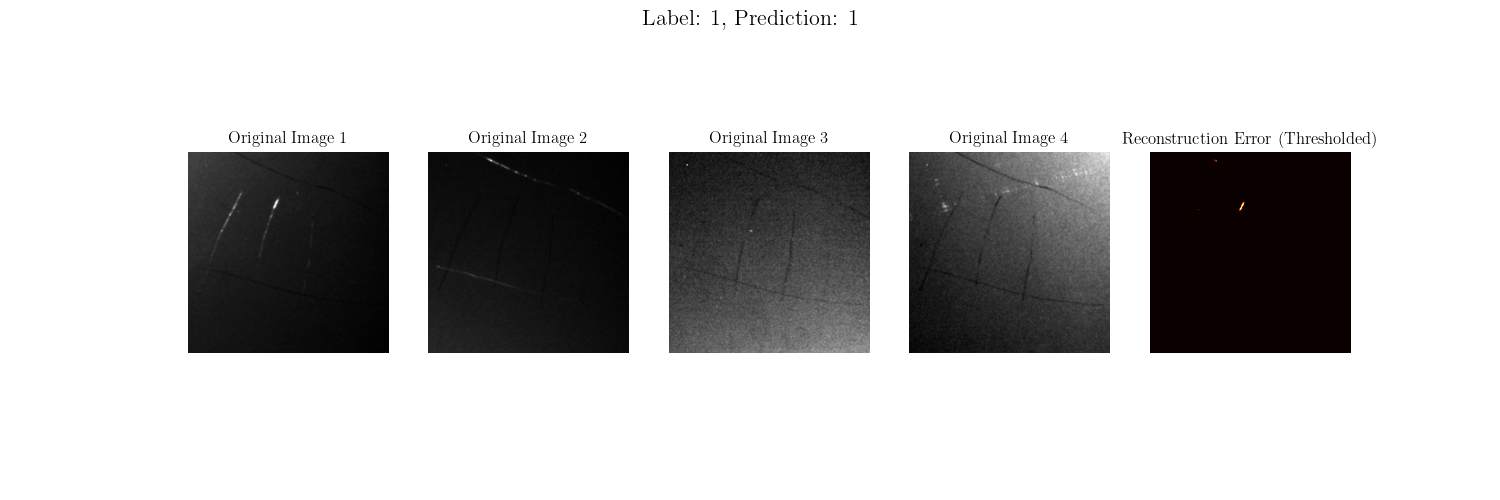 Label: 1, Prediction: 1
Original Image 1
Original Image 2
Original Image 3
Original Image 4
Reconstruction Error (Thresholded)